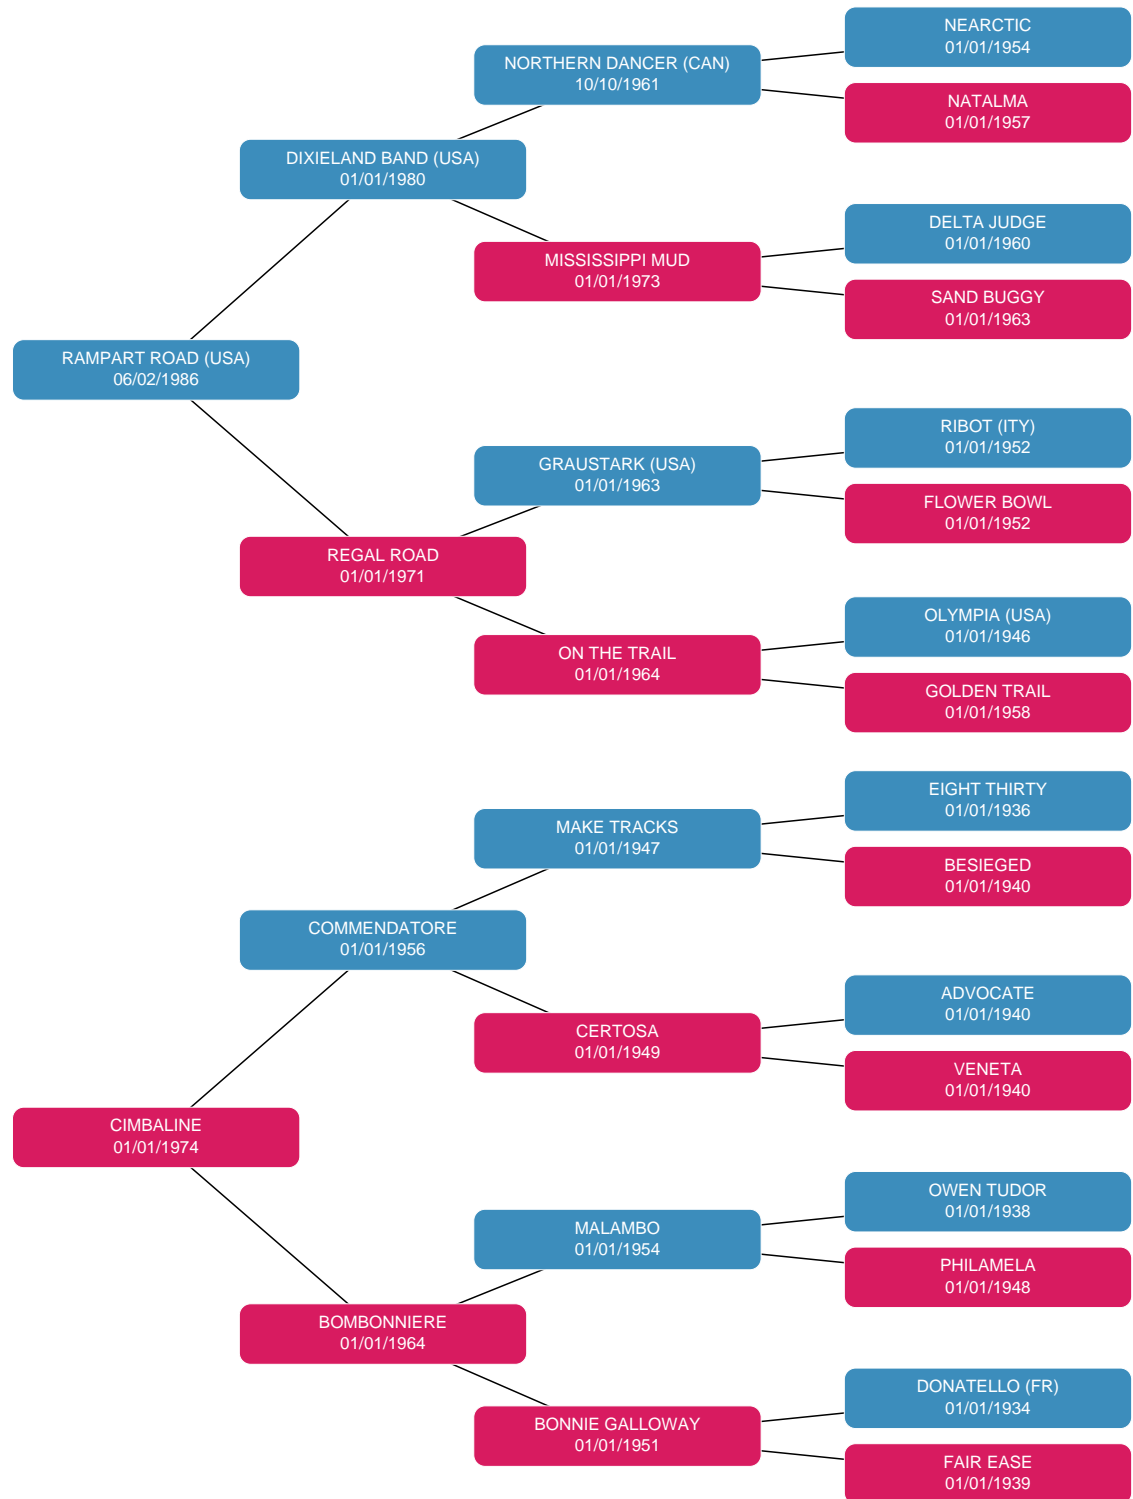 NEARCTIC
01/01/1954
NORTHERN DANCER (CAN)
10/10/1961
NATALMA
01/01/1957
DIXIELAND BAND (USA)
01/01/1980
DELTA JUDGE
01/01/1960
MISSISSIPPI MUD
01/01/1973
SAND BUGGY
01/01/1963
RAMPART ROAD (USA)
06/02/1986
RIBOT (ITY)
01/01/1952
GRAUSTARK (USA)
01/01/1963
FLOWER BOWL
01/01/1952
REGAL ROAD
01/01/1971
OLYMPIA (USA)
01/01/1946
ON THE TRAIL
01/01/1964
GOLDEN TRAIL
01/01/1958
EIGHT THIRTY
01/01/1936
MAKE TRACKS
01/01/1947
BESIEGED
01/01/1940
COMMENDATORE
01/01/1956
ADVOCATE
01/01/1940
CERTOSA
01/01/1949
VENETA
01/01/1940
CIMBALINE
01/01/1974
OWEN TUDOR
01/01/1938
MALAMBO
01/01/1954
PHILAMELA
01/01/1948
BOMBONNIERE
01/01/1964
DONATELLO (FR)
01/01/1934
BONNIE GALLOWAY
01/01/1951
FAIR EASE
01/01/1939